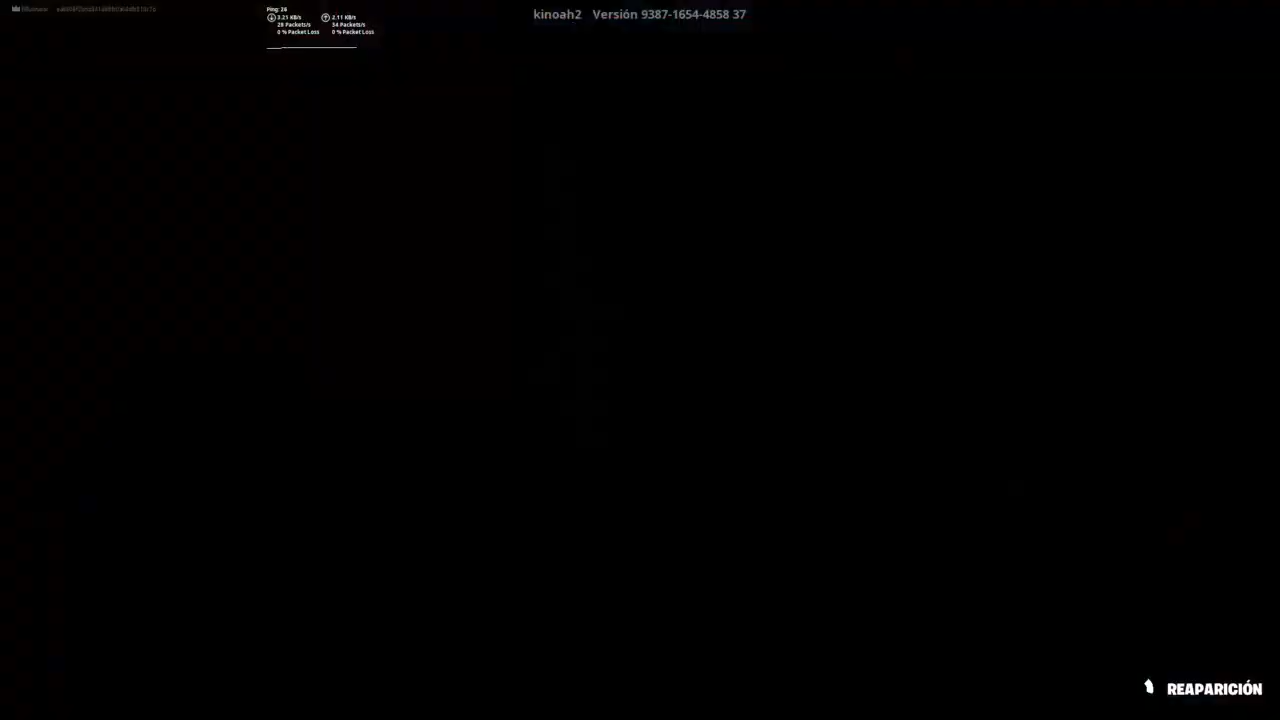 Ping: 26
3.21 KB/s 2.11 KB/s
28 Packets/s 34 Packets/s
0 % Packet Loss 0 % Packet Loss
kinoah2 Versión 9387-1654-4858 37
REAPARICIÓN